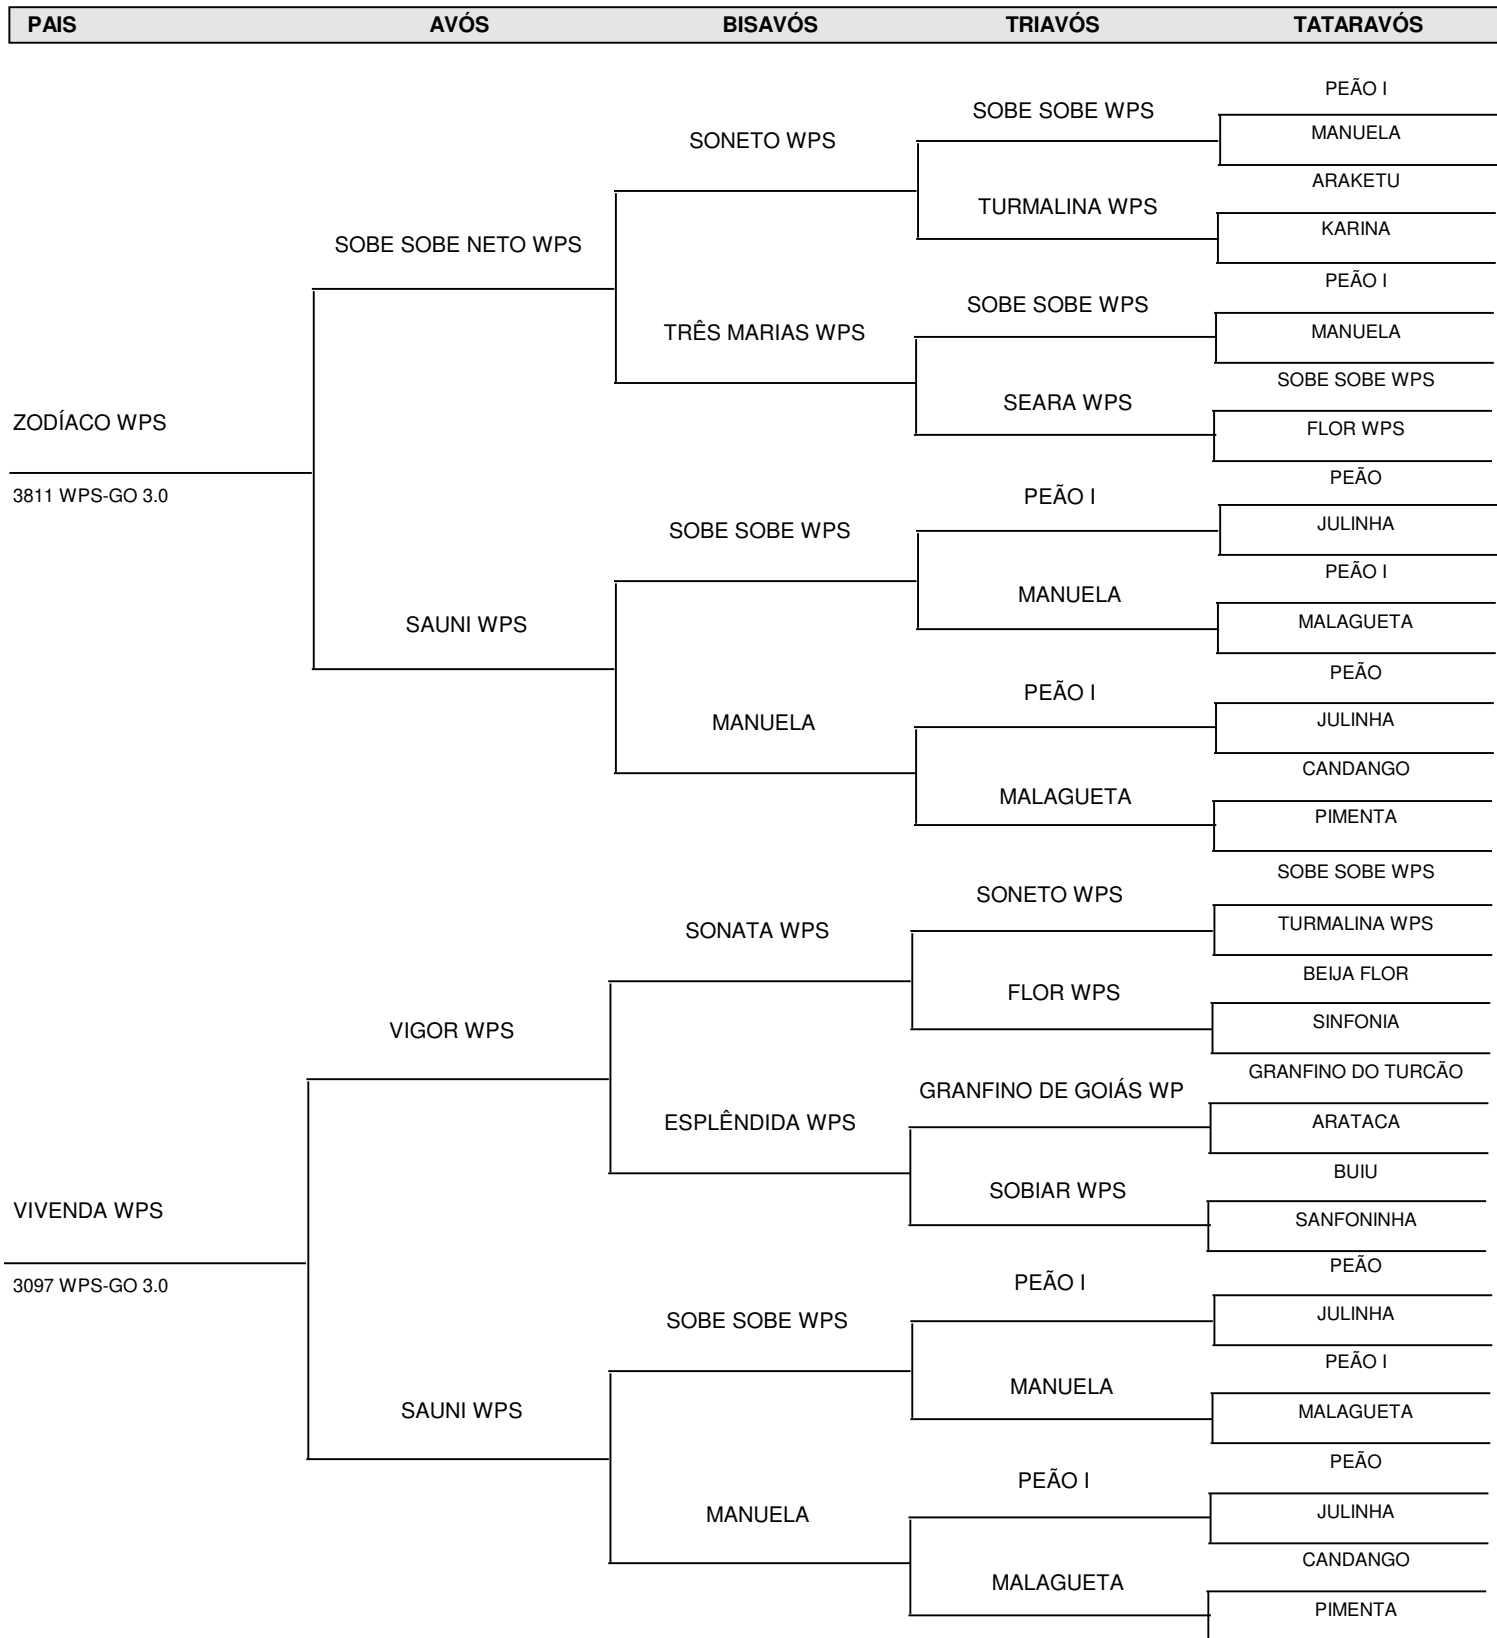 PAIS AVÓS BISAVÓS TRIAVÓS TATARAVÓS
PEÃO I
SOBE SOBE WPS
MANUELA
SONETO WPS
ARAKETU
TURMALINA WPS
KARINA
SOBE SOBE NETO WPS
PEÃO I
SOBE SOBE WPS
MANUELA
TRÊS MARIAS WPS
SOBE SOBE WPS
SEARA WPS
FLOR WPS
ZODÍACO WPS
3811 WPS-GO 3.0
PEÃO
PEÃO I
JULINHA
SOBE SOBE WPS
PEÃO I
MANUELA
MALAGUETA
SAUNI WPS
PEÃO
PEÃO I
JULINHA
MANUELA
CANDANGO
MALAGUETA
PIMENTA
SOBE SOBE WPS
SONETO WPS
TURMALINA WPS
SONATA WPS
BEIJA FLOR
FLOR WPS
SINFONIA
VIGOR WPS
GRANFINO DO TURCÃO
GRANFINO DE GOIÁS WP
ARATACA
ESPLÊNDIDA WPS
BUIU
SOBIAR WPS
SANFONINHA
VIVENDA WPS
3097 WPS-GO 3.0
PEÃO
PEÃO I
JULINHA
SOBE SOBE WPS
PEÃO I
MANUELA
MALAGUETA
SAUNI WPS
PEÃO
PEÃO I
JULINHA
MANUELA
CANDANGO
MALAGUETA
PIMENTA